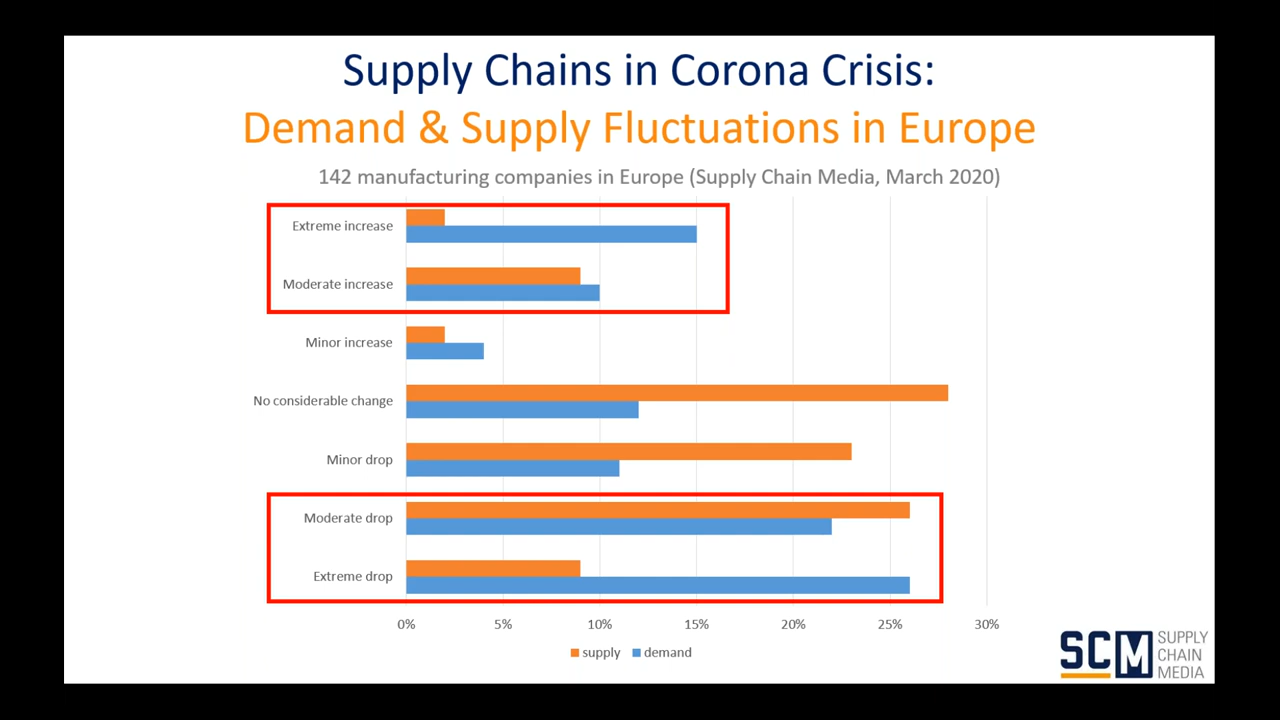 Supply Chains in Corona Crisis:
Demand & Supply Fluctuations in Europe
142 manufacturing companies in Europe (Supply Chain Media, March 2020)
Extreme increase
Moderate increase
Minor increase
No considerable change
Minor drop
Moderate drop
Extreme drop
0% 5% 10% 15% 20% 25% 30%
supply demand
SCM SUPPLY
CHAIN
MEDIA